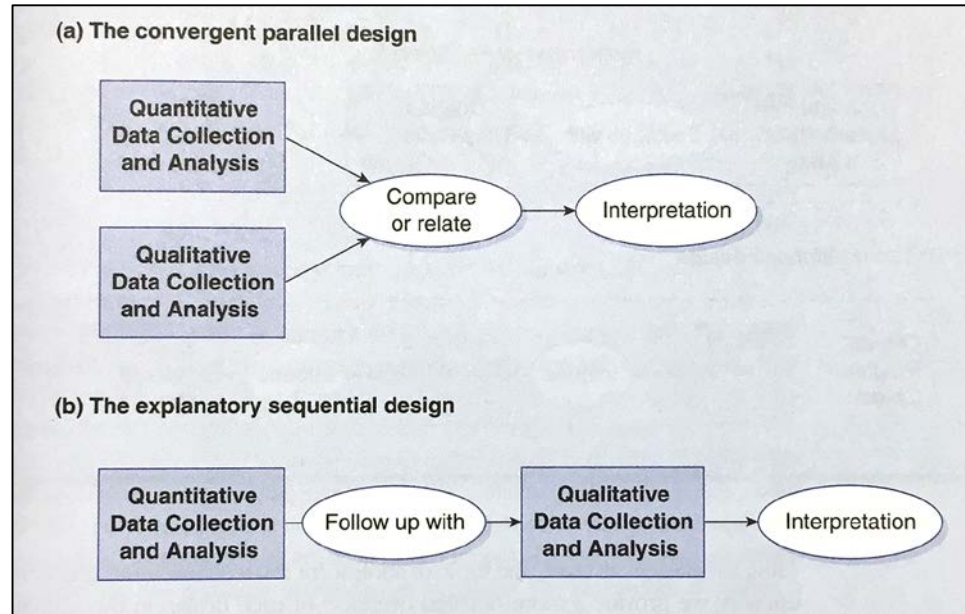 (a) The convergent parallel design
Quantitative
Data Collection
and Analysis
Compare
or relate
Interpretation
Qualitative
Data Collection
and Analysis
(b) The explanatory sequential design
Quantitative
Data Collection
and Analysis
Follow up with
Qualitative
Data Collection
and Analysis
Interpretation